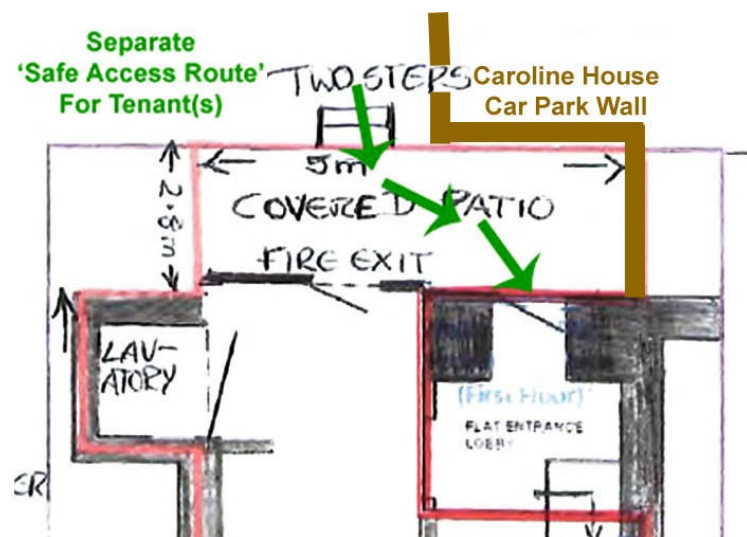 Separate
'Safe Access Route'
For Tenant(s)
TWO STEPS
Caroline House
Car Park Wall
5m
2.8m
COVERED PATIO
FIRE EXIT
LAV-
ATORY
(First Floor)
FLAT ENTRANCE
LOBBY
ER